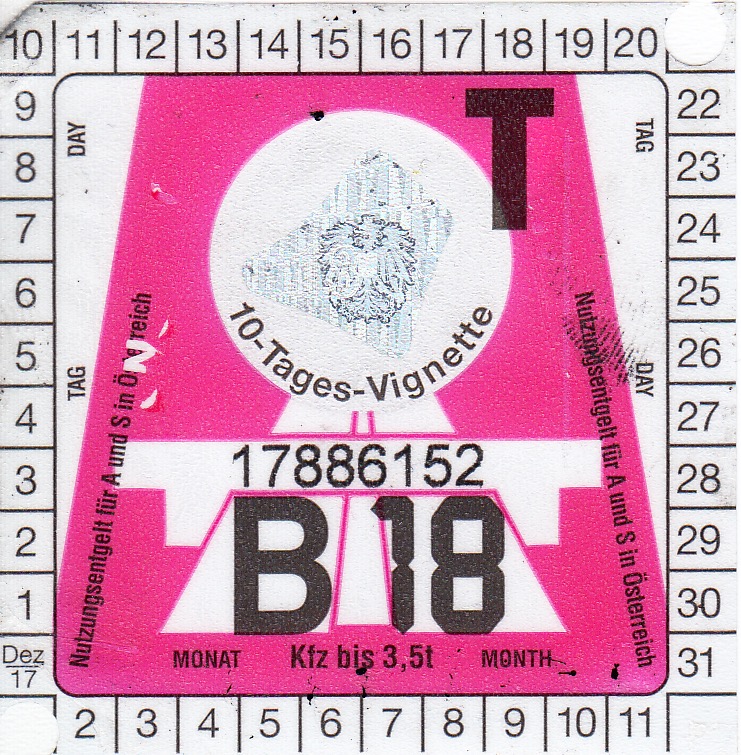 10 11 12 13 14 15 16 17 18 19 20
9
8
7
6
5
4
3
2
1
Dez
17
DAY
TAG
T
TAG
DAY
10-Tages-Vignette
Nutzungsentgelt für A und S in Österreich
N
Nutzungsentgelt für A und S in Österreich
17886152
B 18
MONAT Kfz bis 3,5t MONTH
22
23
24
25
26
27
28
29
30
31
2 3 4 5 6 7 8 9 10 11